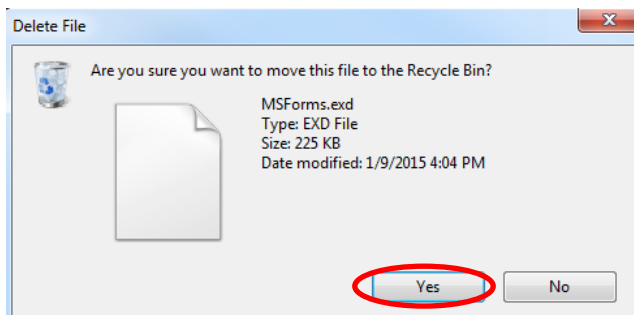 Delete File
Are you sure you want to move this file to the Recycle Bin?
MSForms.exd
Type: EXD File
Size: 225 KB
Date modified: 1/9/2015 4:04 PM
Yes
No